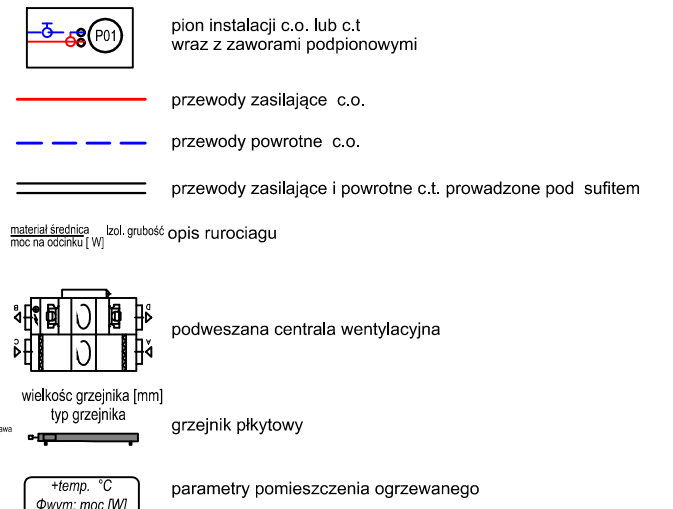 P01
pion instalacji c.o. lub c.t
wraz z zaworami podpionowymi
przewody zasilające c.o.
przewody powrotne c.o.
przewody zasilające i powrotne c.t. prowadzone pod sufitem
materiał średnica Izol. grubość
moc na odcinku [ W]
opis rurociagu
B
D
C
A
podweszana centrala wentylacyjna
wielkośc grzejnika [mm]
typ grzejnika
grzejnik płkytowy
+temp. °C
Φwym: moc [W]
parametry pomieszczenia ogrzewanego